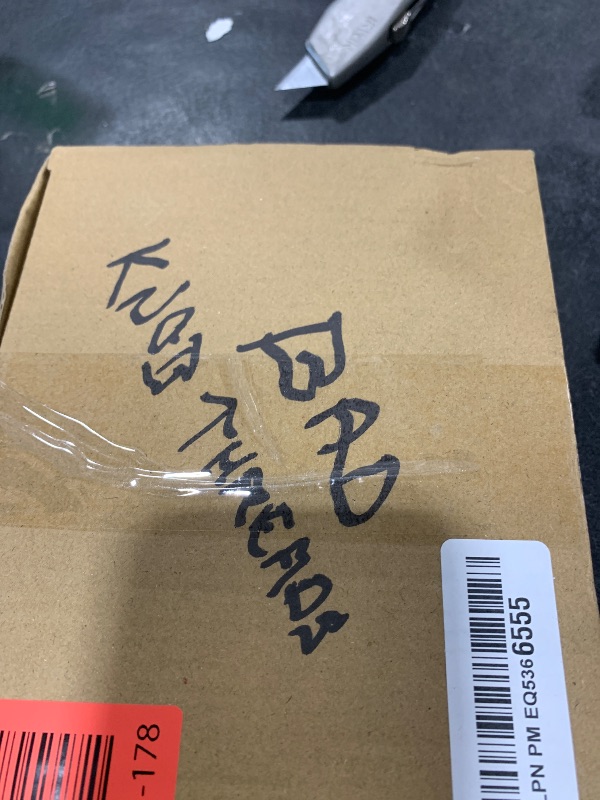 BAD
KNOB THREADS
LPN PM EQ5366555
-178